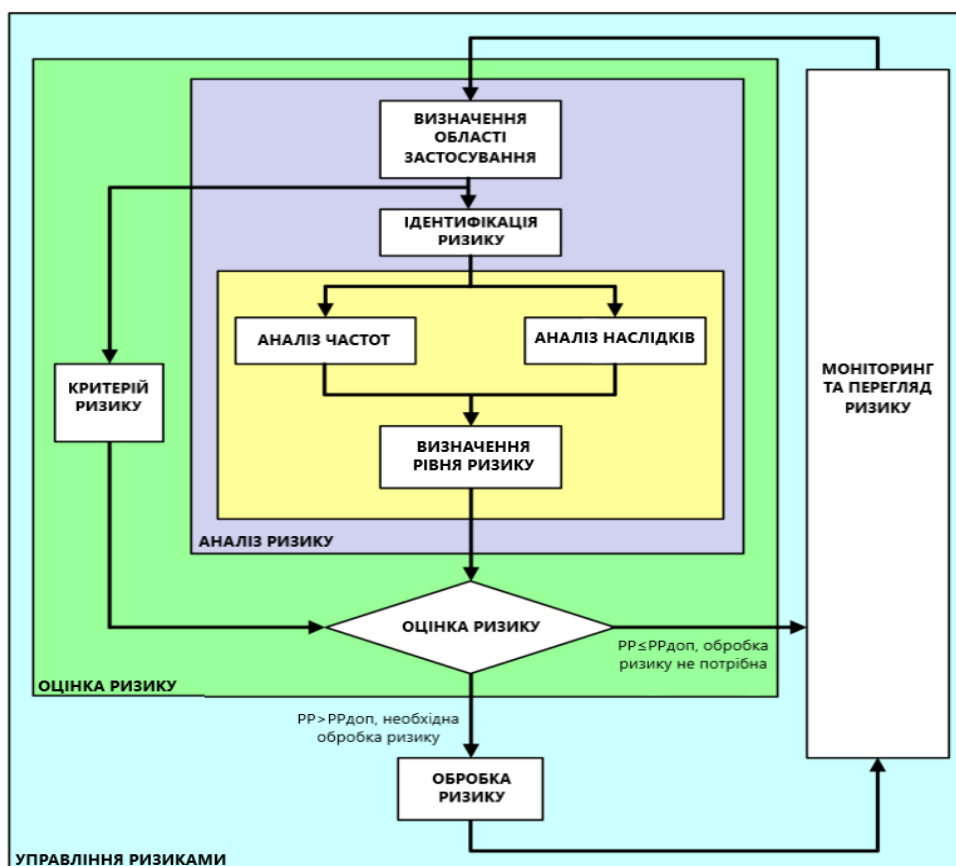 ВИЗНАЧЕННЯ
ОБЛАСТІ
ЗАСТОСУВАННЯ
ІДЕНТИФІКАЦІЯ
РИЗИКУ
АНАЛІЗ ЧАСТОТ
АНАЛІЗ НАСЛІДКІВ
КРИТЕРІЙ
РИЗИКУ
МОНІТОРИНГ
ТА ПЕРЕГЛЯД
РИЗИКУ
ВИЗНАЧЕННЯ
РІВНЯ РИЗИКУ
АНАЛІЗ РИЗИКУ
ОЦІНКА РИЗИКУ
РР≤РРдоп, обробка
ризику не потрібна
ОЦІНКА РИЗИКУ
РР>РРдоп, необхідна
обробка ризику
ОБРОБКА
РИЗИКУ
УПРАВЛІННЯ РИЗИКАМИ